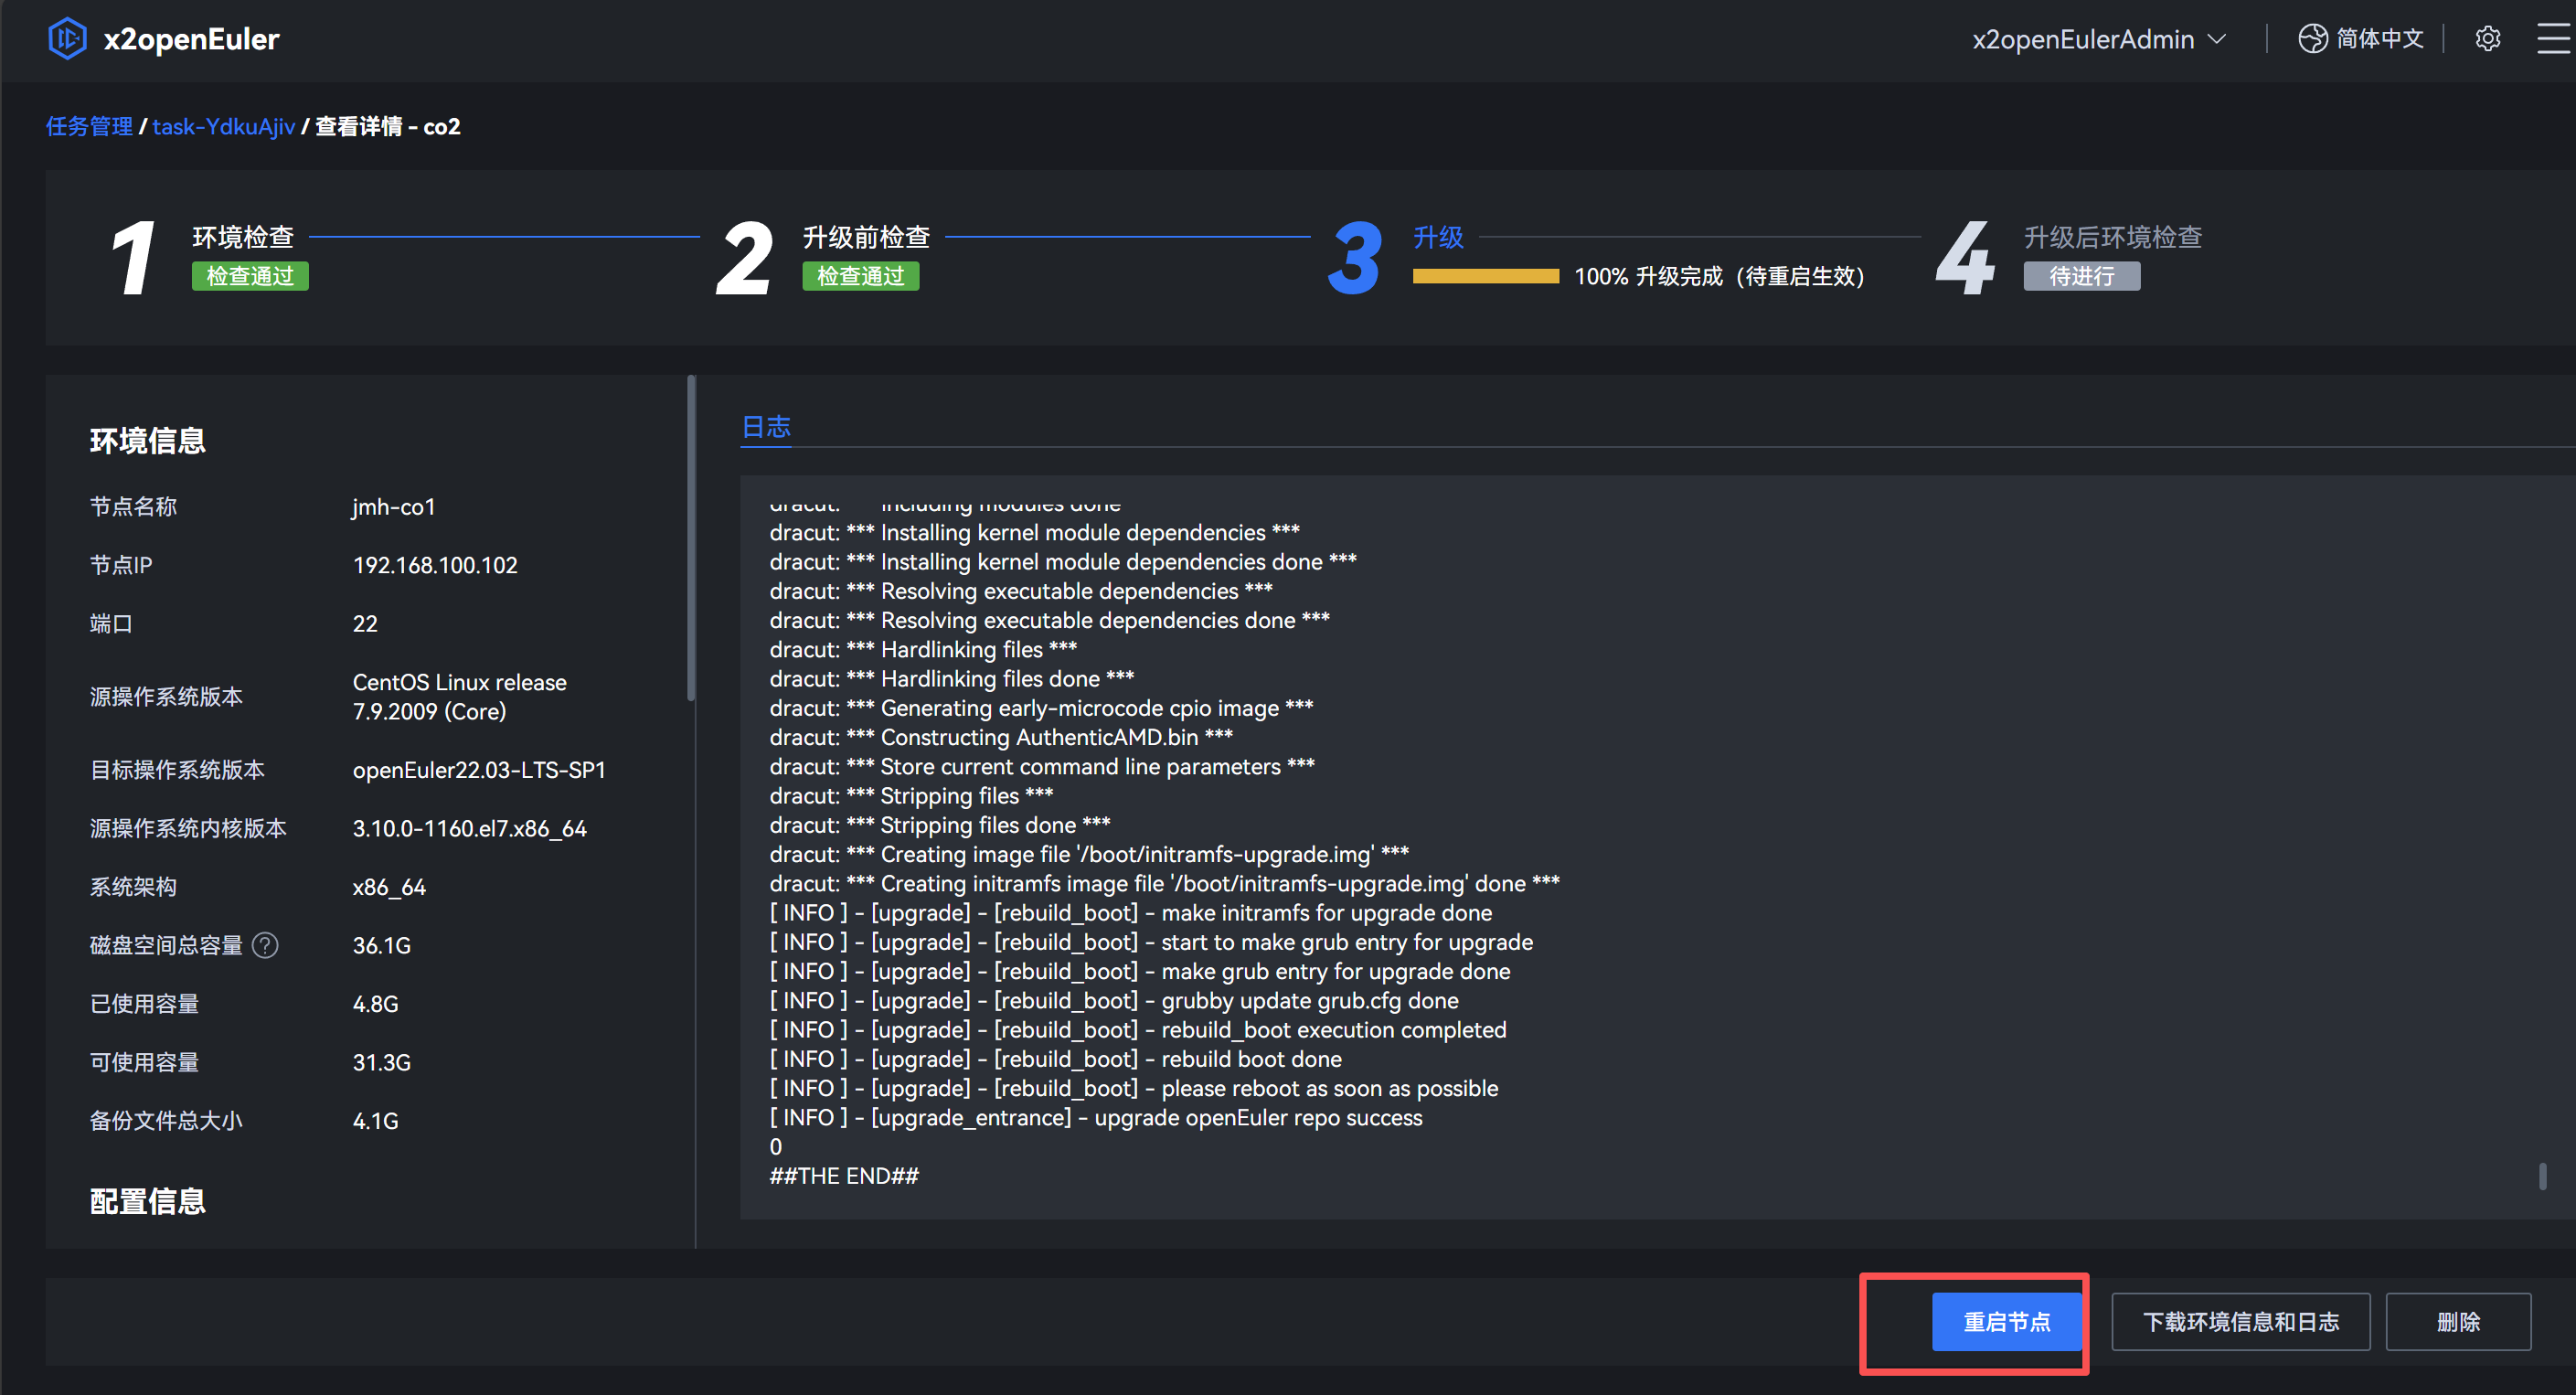 x2openEuler
x2openEulerAdmin
简体中文
任务管理 / task-YdkuAjiv / 查看详情 - co2
1 环境检查
检查通过
2 升级前检查
检查通过
3 升级
100% 升级完成（待重启生效）
4 升级后环境检查
待进行
环境信息
节点名称 jmh-co1
节点IP 192.168.100.102
端口 22
源操作系统版本 CentOS Linux release
7.9.2009 (Core)
目标操作系统版本 openEuler22.03-LTS-SP1
源操作系统内核版本 3.10.0-1160.el7.x86_64
系统架构 x86_64
磁盘空间总容量 ? 36.1G
已使用容量 4.8G
可使用容量 31.3G
备份文件总大小 4.1G
配置信息
日志
dracut: *** Including modules done
dracut: *** Installing kernel module dependencies ***
dracut: *** Installing kernel module dependencies done ***
dracut: *** Resolving executable dependencies ***
dracut: *** Resolving executable dependencies done ***
dracut: *** Hardlinking files ***
dracut: *** Hardlinking files done ***
dracut: *** Generating early-microcode cpio image ***
dracut: *** Constructing AuthenticAMD.bin ***
dracut: *** Store current command line parameters ***
dracut: *** Stripping files ***
dracut: *** Stripping files done ***
dracut: *** Creating image file '/boot/initramfs-upgrade.img' ***
dracut: *** Creating initramfs image file '/boot/initramfs-upgrade.img' done ***
[ INFO ] - [upgrade] - [rebuild_boot] - make initramfs for upgrade done
[ INFO ] - [upgrade] - [rebuild_boot] - start to make grub entry for upgrade
[ INFO ] - [upgrade] - [rebuild_boot] - make grub entry for upgrade done
[ INFO ] - [upgrade] - [rebuild_boot] - grubby update grub.cfg done
[ INFO ] - [upgrade] - [rebuild_boot] - rebuild_boot execution completed
[ INFO ] - [upgrade] - [rebuild_boot] - rebuild boot done
[ INFO ] - [upgrade] - [rebuild_boot] - please reboot as soon as possible
[ INFO ] - [upgrade_entrance] - upgrade openEuler repo success
0
##THE END##
重启节点
下载环境信息和日志
删除